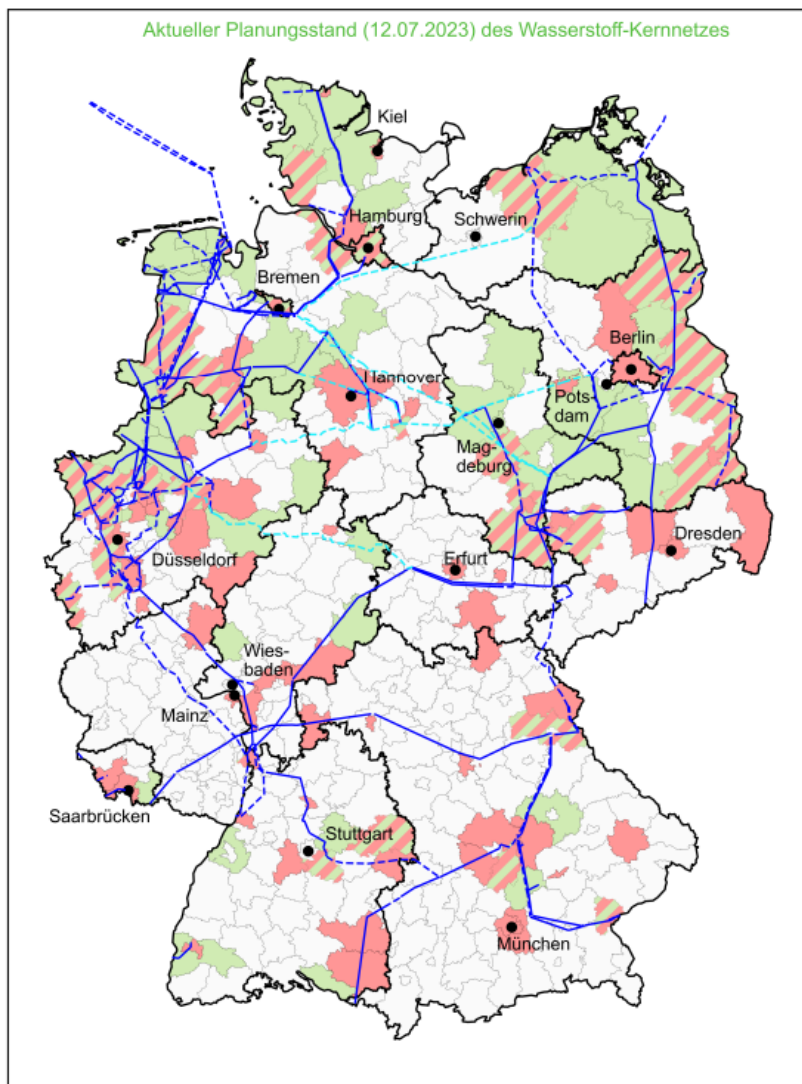 Aktueller Planungsstand (12.07.2023) des Wasserstoff-Kernnetzes
Kiel
Hamburg
Schwerin
Bremen
Berlin
Hannover
Pots-
dam
Mag-
deburg
Düsseldorf
Erfurt
Dresden
Wies-
baden
Mainz
Saarbrücken
Stuttgart
München